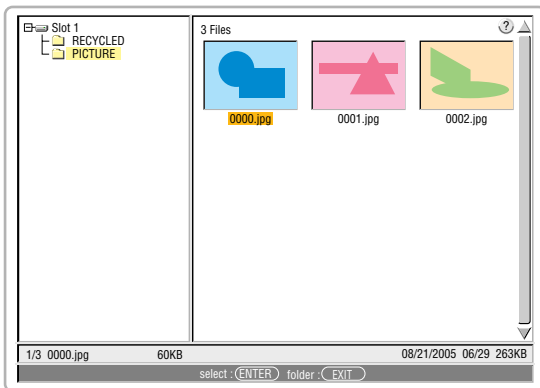 Slot 1
RECYCLED
PICTURE
3 Files
?
0000.jpg
0001.jpg
0002.jpg
1/3 0000.jpg 60KB 08/21/2005 06/29 263KB
select : ENTER folder : EXIT